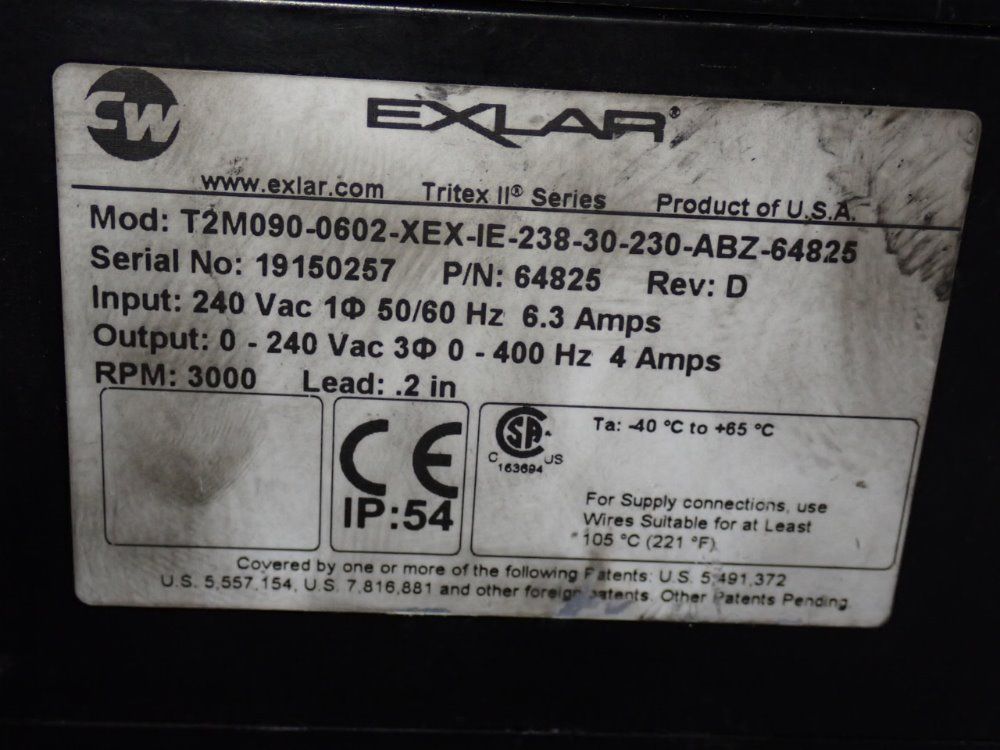 CW EXLAR®
www.exlar.com Tritex II® Series Product of U.S.A.
Mod: T2M090-0602-XEX-IE-238-30-230-ABZ-64825
Serial No: 19150257 P/N: 64825 Rev: D
Input: 240 Vac 1Φ 50/60 Hz 6.3 Amps
Output: 0 - 240 Vac 3Φ 0 - 400 Hz 4 Amps
RPM: 3000 Lead: .2 in
CE
IP:54
SA
C US
163694
Ta: -40 °C to +65 °C
For Supply connections, use
Wires Suitable for at Least
105 °C (221 °F)
Covered by one or more of the following Patents: U.S. 5,491,372
U.S. 5,557,154, U.S. 7,816,881 and other foreign patents. Other Patents Pending.